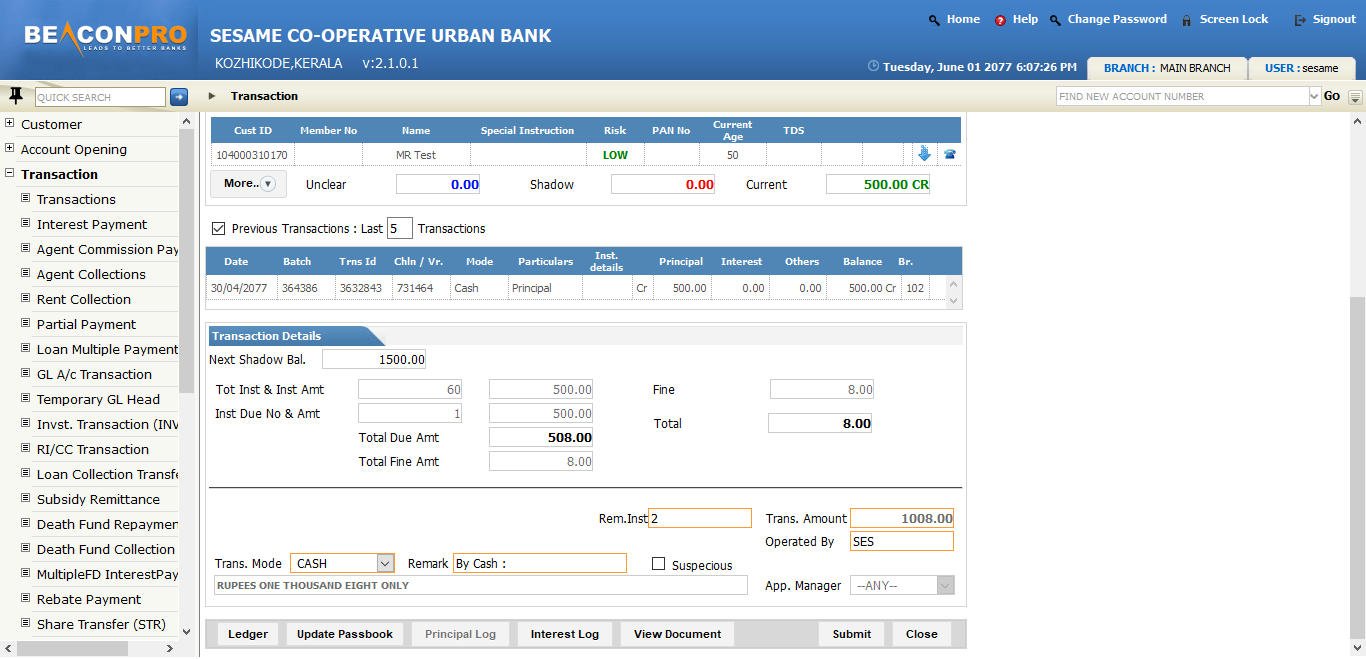 BEACONPRO
LEADS TO BETTER BANKS
SESAME CO-OPERATIVE URBAN BANK
KOZHIKODE,KERALA v:2.1.0.1
Home Help Change Password Screen Lock Signout
Tuesday, June 01 2077 6:07:26 PM BRANCH : MAIN BRANCH USER : sesame
QUICK SEARCH Transaction FIND NEW ACCOUNT NUMBER Go
Customer
Account Opening
Transaction
Transactions
Interest Payment
Agent Commission Pay
Agent Collections
Rent Collection
Partial Payment
Loan Multiple Payment
GL A/c Transaction
Temporary GL Head
Invst. Transaction (INV
RI/CC Transaction
Loan Collection Transfe
Subsidy Remittance
Death Fund Repaymen
Death Fund Collection
MultipleFD InterestPay
Rebate Payment
Share Transfer (STR)
Cust ID Member No Name Special Instruction Risk PAN No Current Age TDS
104000310170 MR Test LOW 50
More.. Unclear 0.00 Shadow 0.00 Current 500.00 CR
Previous Transactions : Last 5 Transactions
Date Batch Trns Id Chln / Vr. Mode Particulars Inst. details Principal Interest Others Balance Br.
30/04/2077 364386 3632843 731464 Cash Principal Cr 500.00 0.00 0.00 500.00 Cr 102
Transaction Details
Next Shadow Bal. 1500.00
Tot Inst & Inst Amt 60 500.00 Fine 8.00
Inst Due No & Amt 1 500.00
Total 8.00
Total Due Amt 508.00
Total Fine Amt 8.00
Rem.Inst 2 Trans. Amount 1008.00
Operated By SES
Trans. Mode CASH Remark By Cash : Suspecious
RUPEES ONE THOUSAND EIGHT ONLY App. Manager --ANY--
Ledger Update Passbook Principal Log Interest Log View Document Submit Close